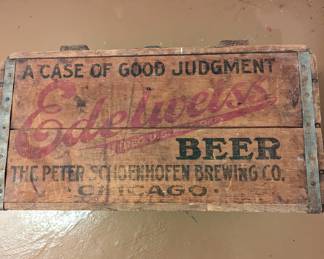 A CASE OF GOOD JUDGMENT
Edelweiss
BEER
THE PETER SCHOENHOFEN BREWING CO.
· CHICAGO ·